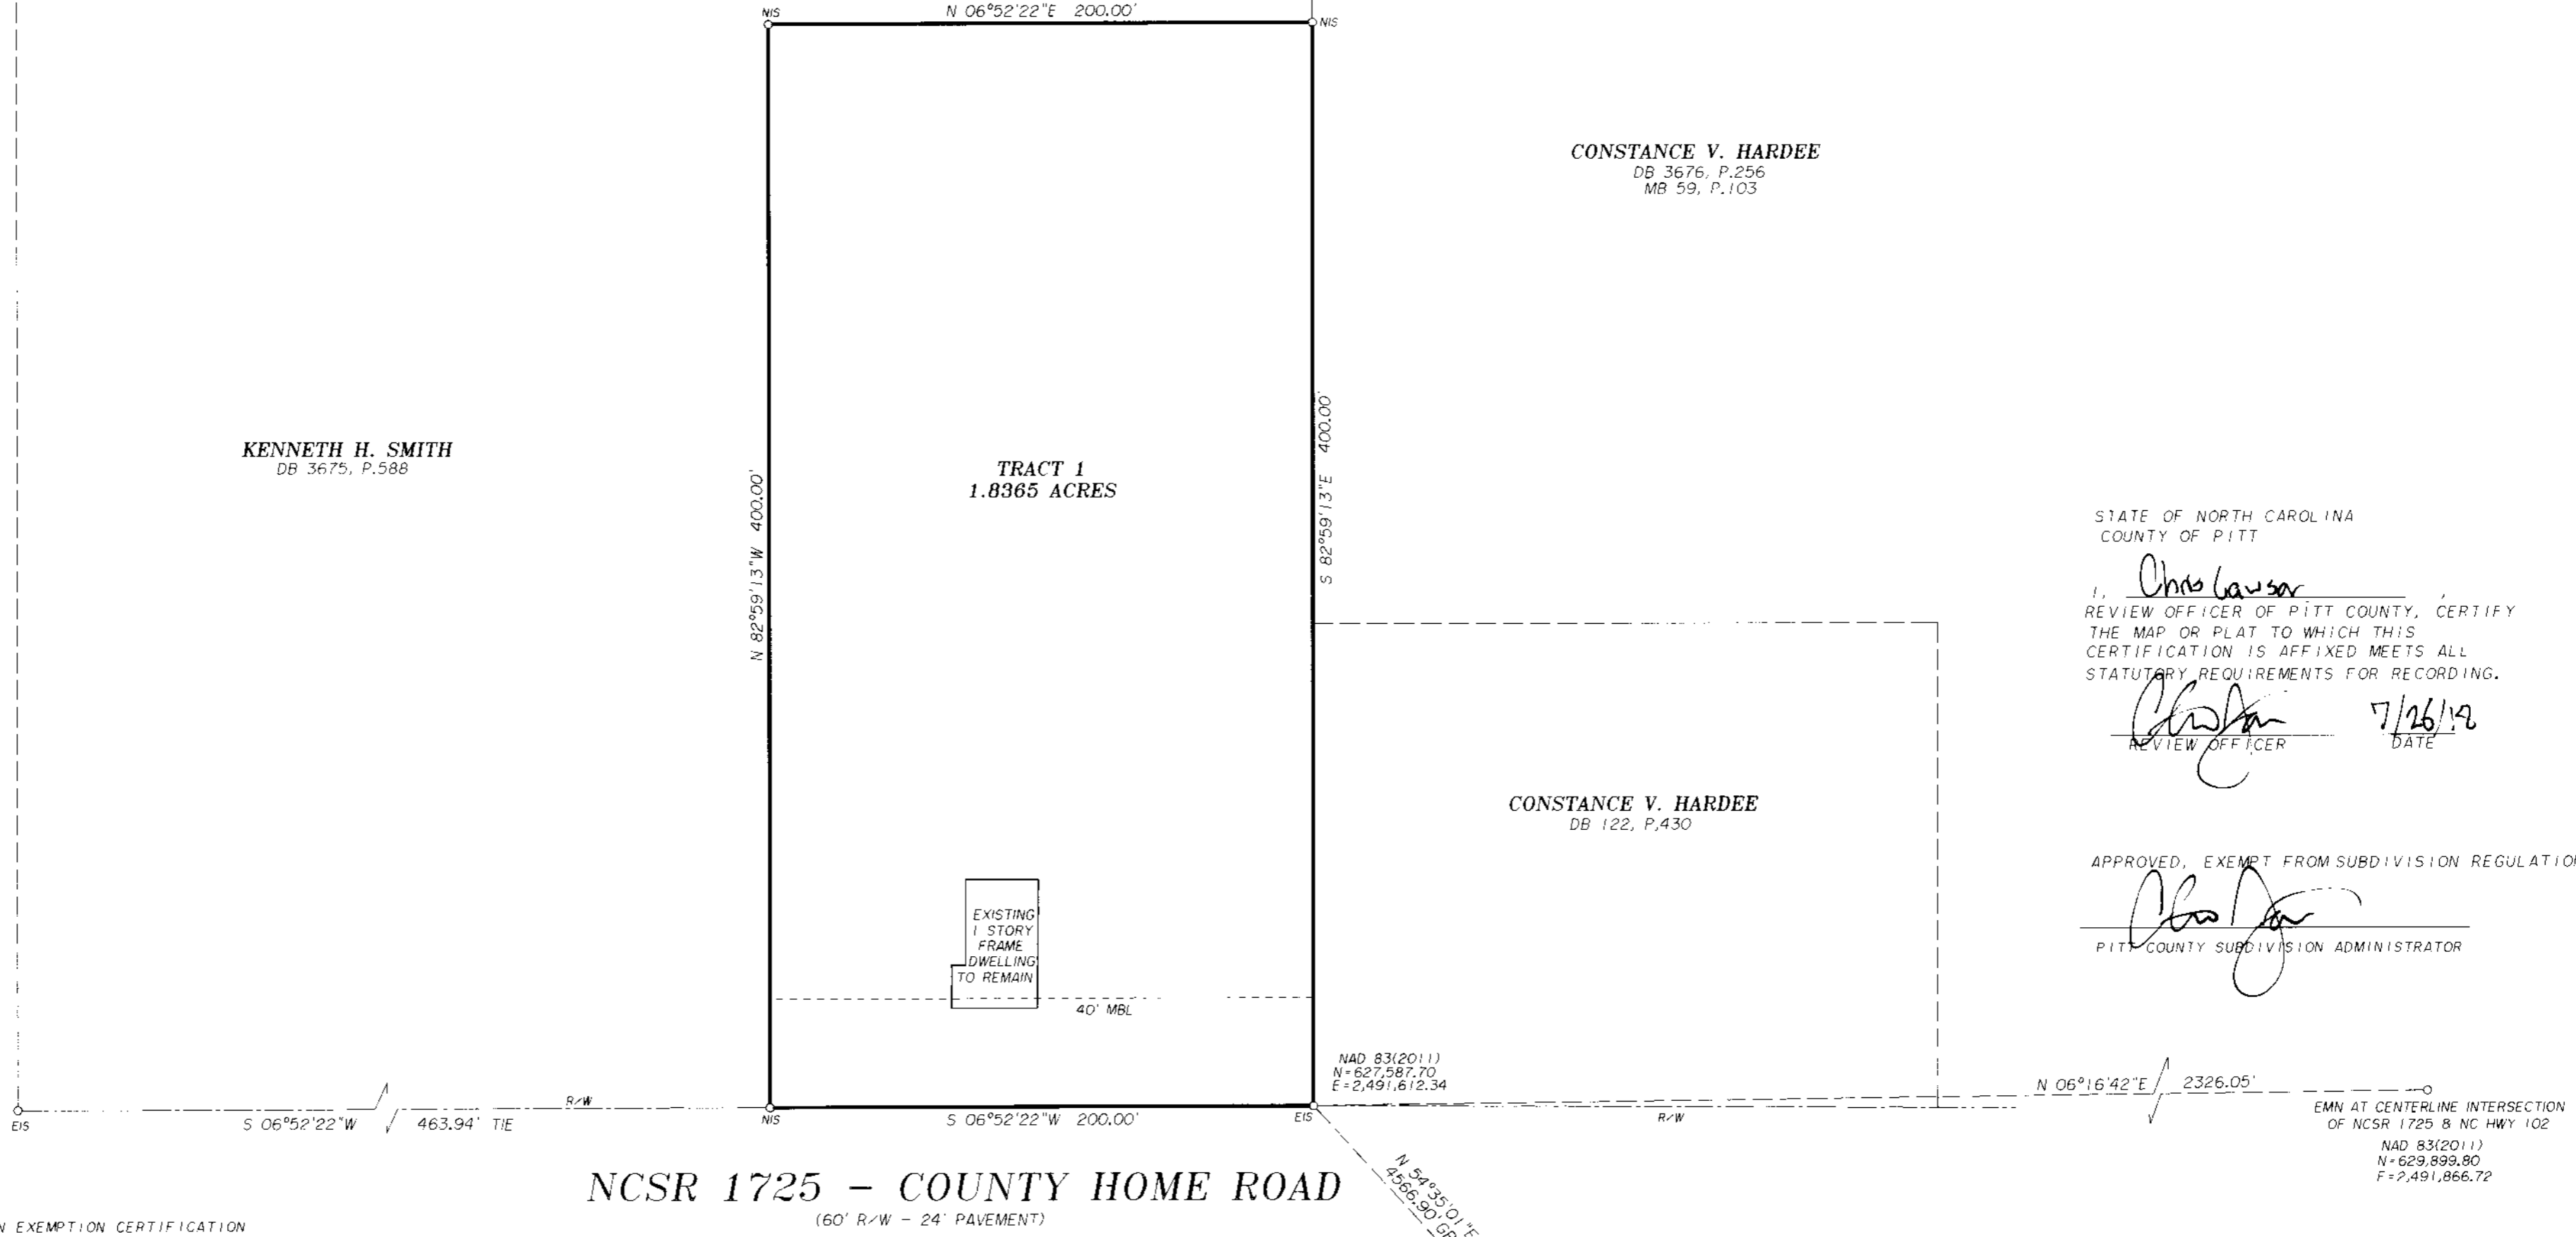 NIS
N 06°52'22"E 200.00'
NIS
CONSTANCE V. HARDEE
DB 3676, P.256
MB 59, P.103
KENNETH H. SMITH
DB 3675, P.588
N 82°59'13"W 400.00'
TRACT 1
1.8365 ACRES
S 82°59'13"E 400.00'
STATE OF NORTH CAROLINA
COUNTY OF PITT
I, Chris Lawson ,
REVIEW OFFICER OF PITT COUNTY, CERTIFY
THE MAP OR PLAT TO WHICH THIS
CERTIFICATION IS AFFIXED MEETS ALL
STATUTORY REQUIREMENTS FOR RECORDING.
7/26/18
REVIEW OFFICER DATE
CONSTANCE V. HARDEE
DB 122, P,430
APPROVED, EXEMPT FROM SUBDIVISION REGULATION
PITT COUNTY SUBDIVISION ADMINISTRATOR
EXISTING
1 STORY
FRAME
DWELLING
TO REMAIN
40' MBL
NAD 83(2011)
N=627,587.70
E=2,491,612.34
N 06°16'42"E 2326.05'
EIS
S 06°52'22"W 463.94' TIE
R/W
NIS
S 06°52'22"W 200.00'
EIS
R/W
EMN AT CENTERLINE INTERSECTION
OF NCSR 1725 & NC HWY 102
NAD 83(2011)
N=629,899.80
E=2,491,866.72
N 54°35'01"E
4566.90' GR
NCSR 1725 - COUNTY HOME ROAD
(60' R/W - 24' PAVEMENT)
N EXEMPTION CERTIFICATION